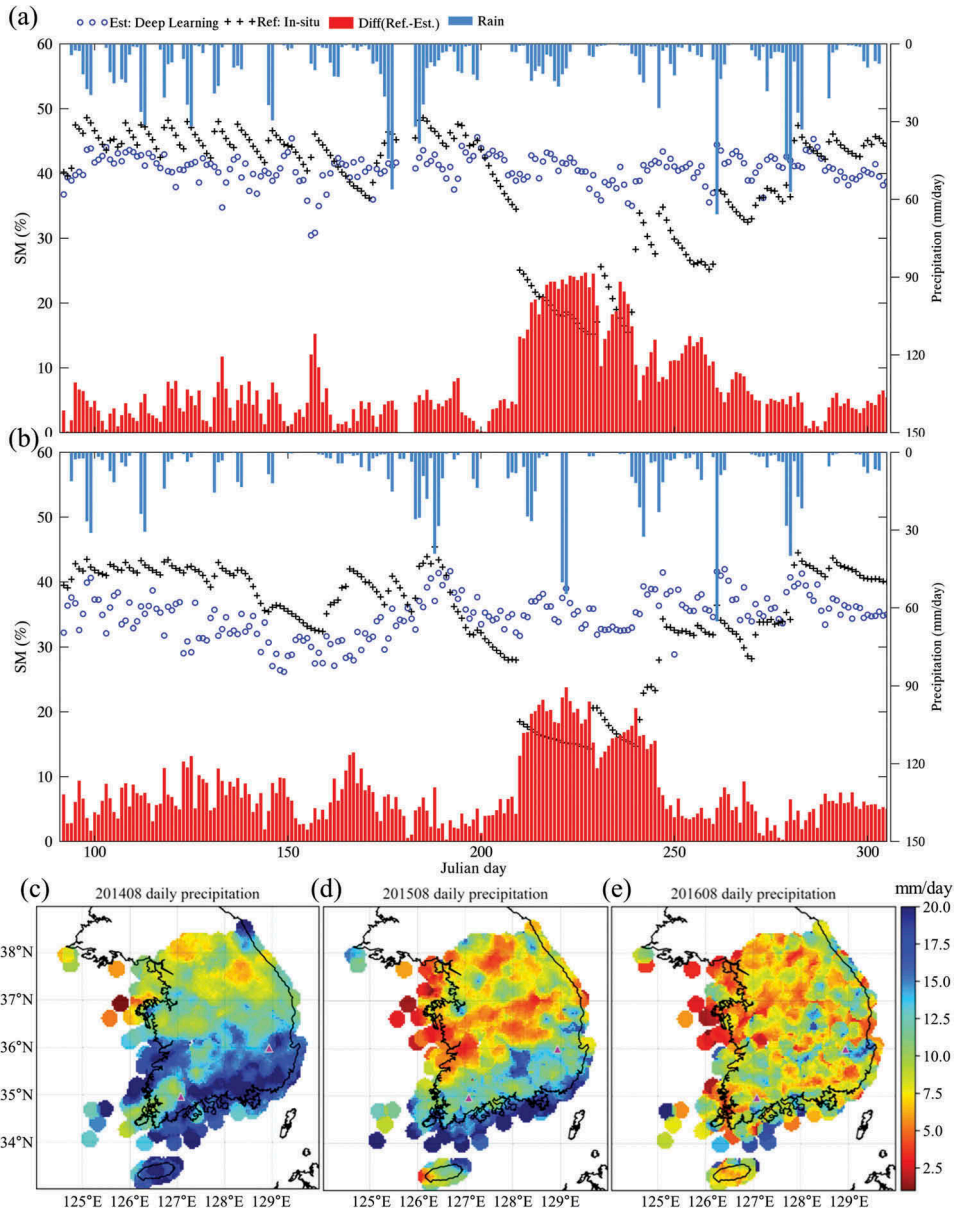 (a)
Est: Deep Learning Ref: In-situ Diff(Ref.-Est.) Rain
60 0
50 30
40 60
30 90
20 120
10
0 150
SM (%)
Precipitation (mm/day)
(b)
60 0
50 30
40 60
30 90
20 120
10
0 150
SM (%)
Precipitation (mm/day)
100 150 200 250 300
Julian day
(c) (d) (e) mm/day
201408 daily precipitation 201508 daily precipitation 201608 daily precipitation
38°N
37°N
36°N
35°N
34°N
20.0
17.5
15.0
12.5
10.0
7.5
5.0
2.5
125°E 126°E 127°E 128°E 129°E 125°E 126°E 127°E 128°E 129°E 125°E 126°E 127°E 128°E 129°E